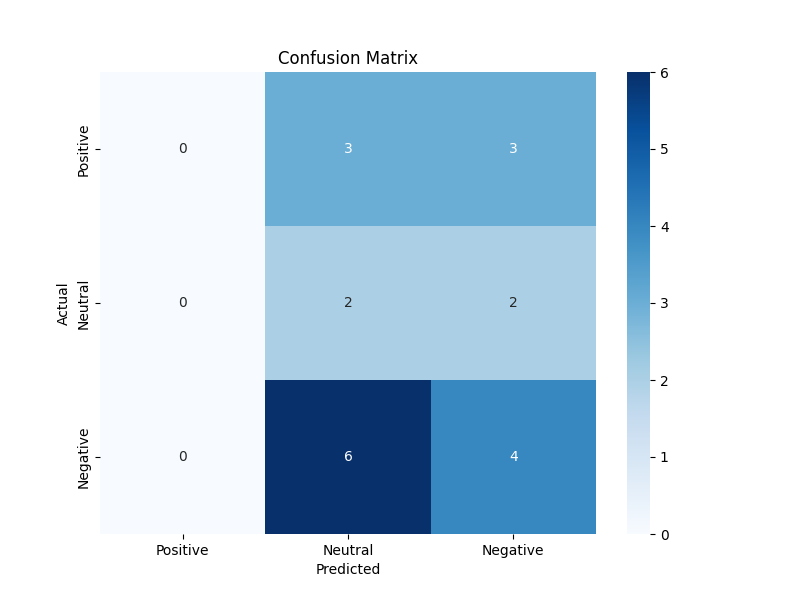 Confusion Matrix
Actual
Positive
0 3 3
Neutral
0 2 2
Negative
0 6 4
Positive Neutral Negative
Predicted
6
5
4
3
2
1
0